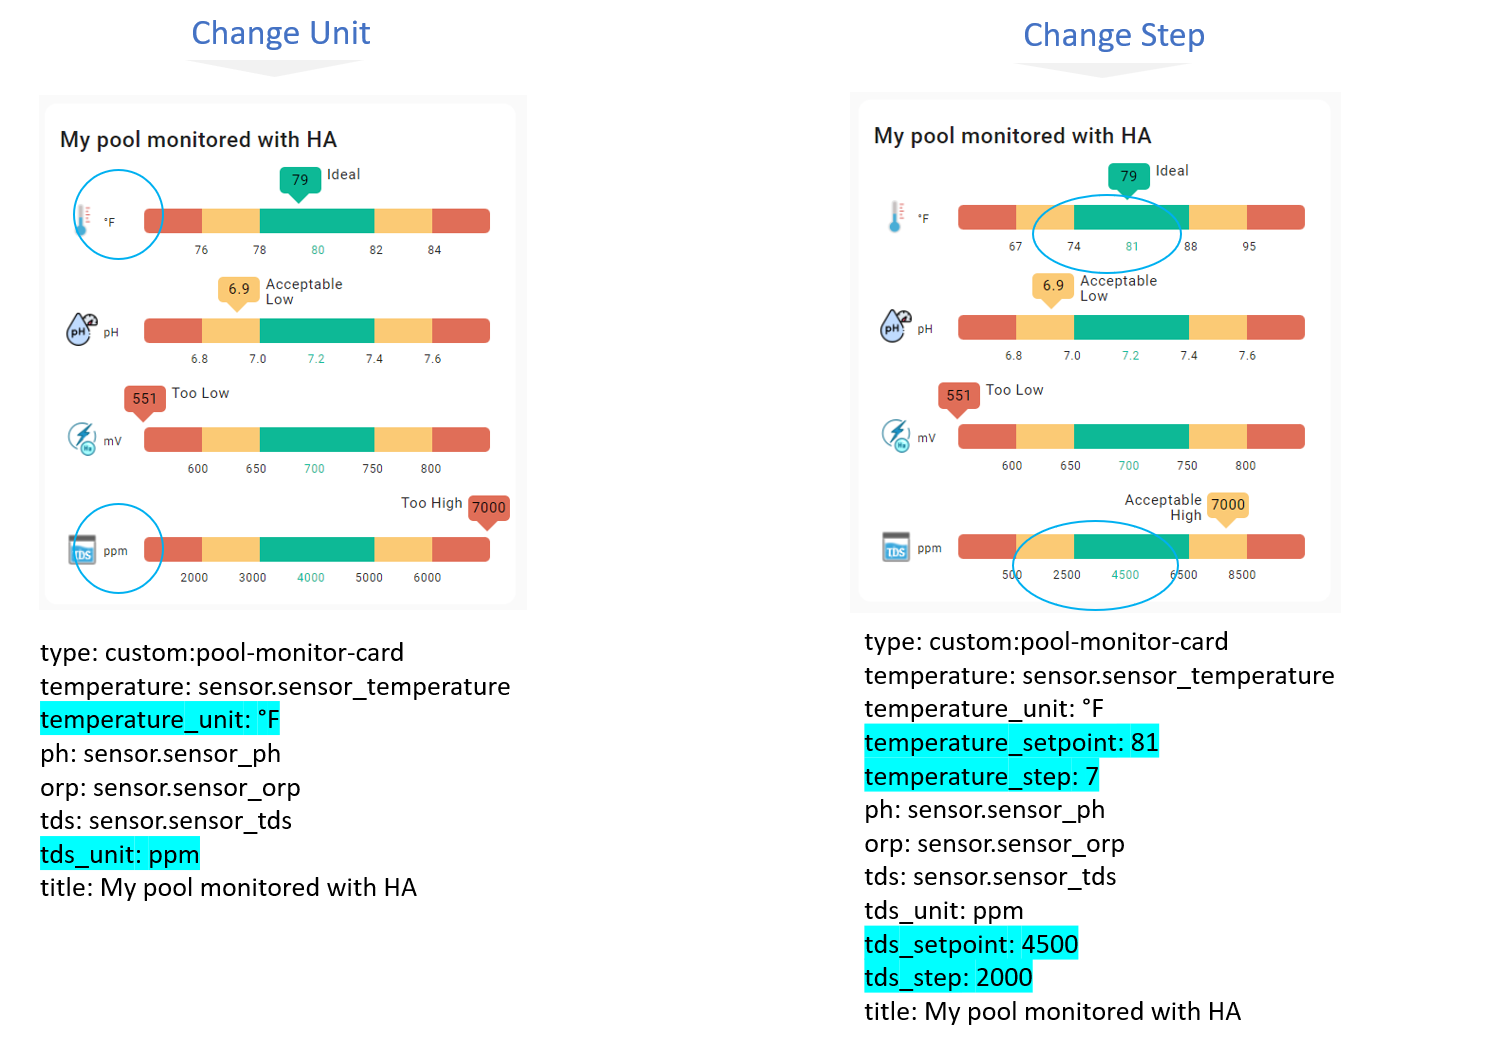 Change Unit
My pool monitored with HA
79 Ideal
°F
76 78 80 82 84
6.9 Acceptable
Low
pH pH
6.8 7.0 7.2 7.4 7.6
551 Too Low
mV
600 650 700 750 800
Too High 7000
TDS ppm
2000 3000 4000 5000 6000
type: custom:pool-monitor-card
temperature: sensor.sensor_temperature
temperature_unit: °F
ph: sensor.sensor_ph
orp: sensor.sensor_orp
tds: sensor.sensor_tds
tds_unit: ppm
title: My pool monitored with HA
Change Step
My pool monitored with HA
79 Ideal
°F
67 74 81 88 95
6.9 Acceptable
Low
pH pH
6.8 7.0 7.2 7.4 7.6
551 Too Low
mV
600 650 700 750 800
Acceptable
High 7000
TDS ppm
500 2500 4500 6500 8500
type: custom:pool-monitor-card
temperature: sensor.sensor_temperature
temperature_unit: °F
temperature_setpoint: 81
temperature_step: 7
ph: sensor.sensor_ph
orp: sensor.sensor_orp
tds: sensor.sensor_tds
tds_unit: ppm
tds_setpoint: 4500
tds_step: 2000
title: My pool monitored with HA